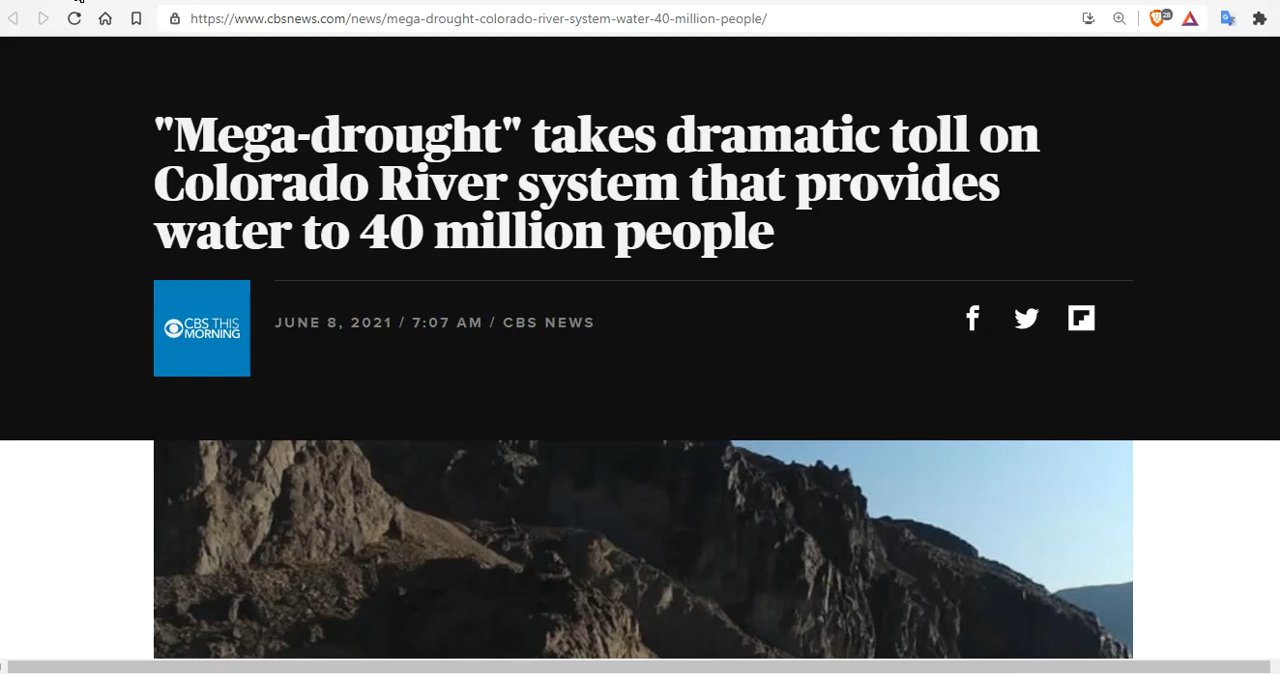 https://www.cbsnews.com/news/mega-drought-colorado-river-system-water-40-million-people/
28
"Mega-drought" takes dramatic toll on
Colorado River system that provides
water to 40 million people
CBS THIS
MORNING
JUNE 8, 2021 / 7:07 AM / CBS NEWS